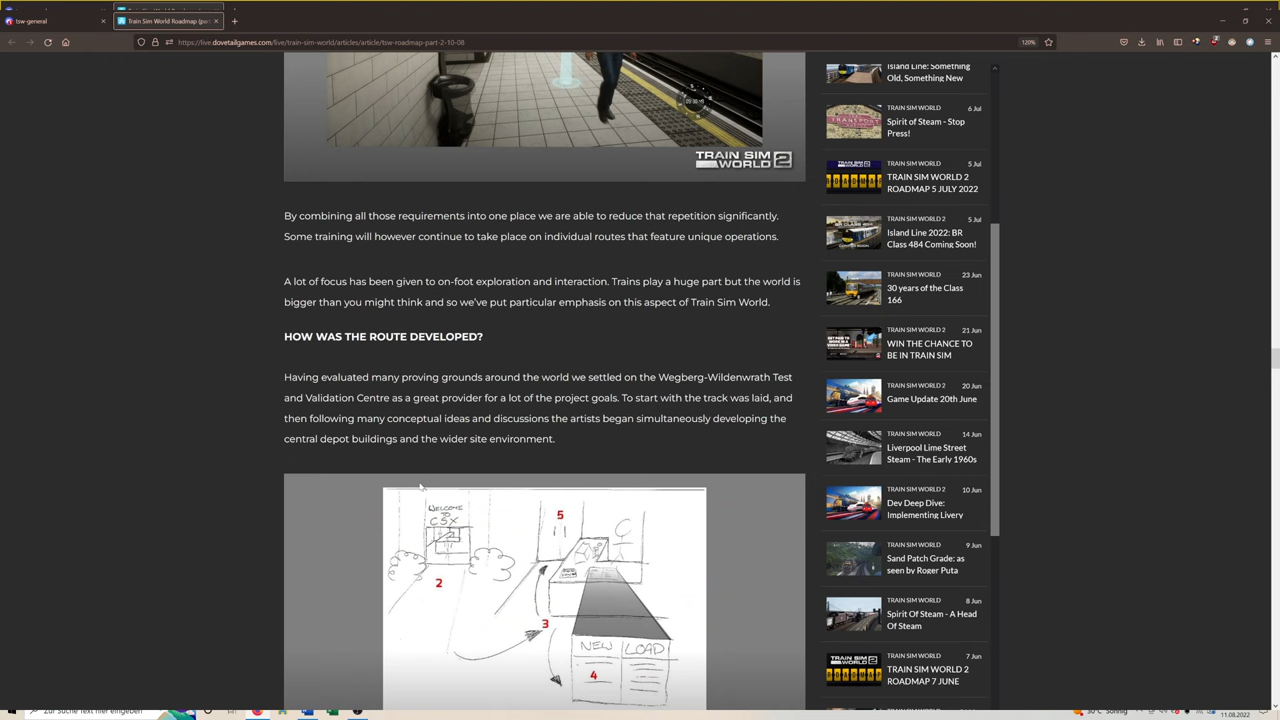 tsw-general
Train Sim World Roadmap (par
https://live.dovetailgames.com/live/train-sim-world/articles/article/tsw-roadmap-part-2-10-08
120%
TRAIN SIM
WORLD 2
By combining all those requirements into one place we are able to reduce that repetition significantly.
Some training will however continue to take place on individual routes that feature unique operations.
A lot of focus has been given to on-foot exploration and interaction. Trains play a huge part but the world is
bigger than you might think and so we've put particular emphasis on this aspect of Train Sim World.
HOW WAS THE ROUTE DEVELOPED?
Having evaluated many proving grounds around the world we settled on the Wegberg-Wildenwrath Test
and Validation Centre as a great provider for a lot of the project goals. To start with the track was laid, and
then following many conceptual ideas and discussions the artists began simultaneously developing the
central depot buildings and the wider site environment.
WELCOME
TO
CSX
2
5
3
NEW
LOAD
4
Island Line: Something
Old, Something New
TRAIN SIM WORLD 6 Jul
Spirit of Steam - Stop
Press!
TRAIN SIM WORLD 5 Jul
TRAIN SIM WORLD 2
ROADMAP 5 JULY 2022
TRAIN SIM WORLD 2 5 Jul
Island Line 2022: BR
Class 484 Coming Soon!
TRAIN SIM WORLD 2 23 Jun
30 years of the Class
166
TRAIN SIM WORLD 2 21 Jun
WIN THE CHANCE TO
BE IN TRAIN SIM
TRAIN SIM WORLD 2 20 Jun
Game Update 20th June
TRAIN SIM WORLD 14 Jun
Liverpool Lime Street
Steam - The Early 1960s
TRAIN SIM WORLD 2 10 Jun
Dev Deep Dive:
Implementing Livery
TRAIN SIM WORLD 9 Jun
Sand Patch Grade: as
seen by Roger Puta
TRAIN SIM WORLD 8 Jun
Spirit Of Steam - A Head
Of Steam
TRAIN SIM WORLD 7 Jun
TRAIN SIM WORLD 2
ROADMAP 7 JUNE
Zur Suche hier eingeben
30°C Sonnig
11.08.2022